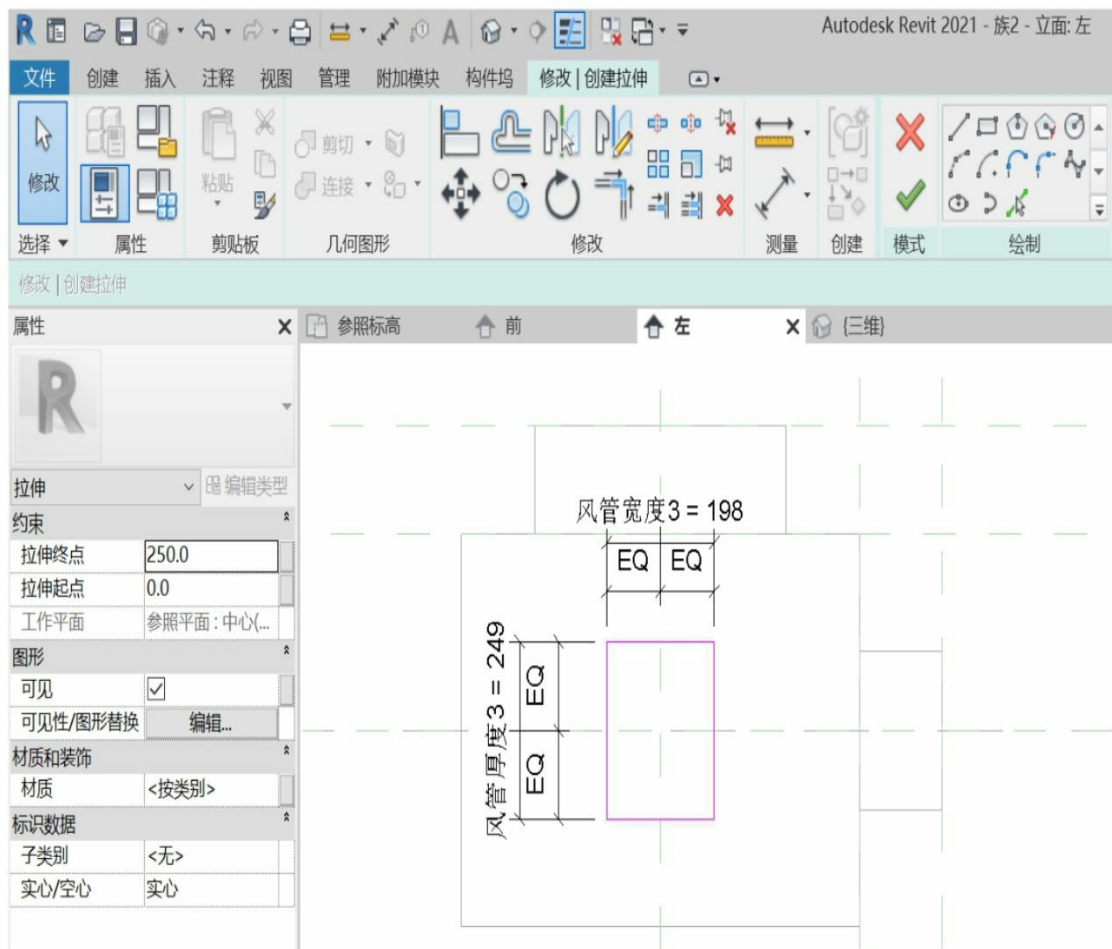 Autodesk Revit 2021 - 族2 - 立面: 左
文件 创建 插入 注释 视图 管理 附加模块 构件坞 修改 | 创建拉伸
修改 粘贴 剪切 连接
选择 属性 剪贴板 几何图形 修改 测量 创建 模式 绘制
修改 | 创建拉伸
属性
参照标高 前 左 {三维}
拉伸 编辑类型
约束
拉伸终点 250.0
拉伸起点 0.0
工作平面 参照平面 : 中心(...
图形
可见
可见性/图形替换 编辑...
材质和装饰
材质 <按类别>
标识数据
子类别 <无>
实心/空心 实心
风管宽度3 = 198
EQ EQ
风管厚度3 = 249
EQ
EQ